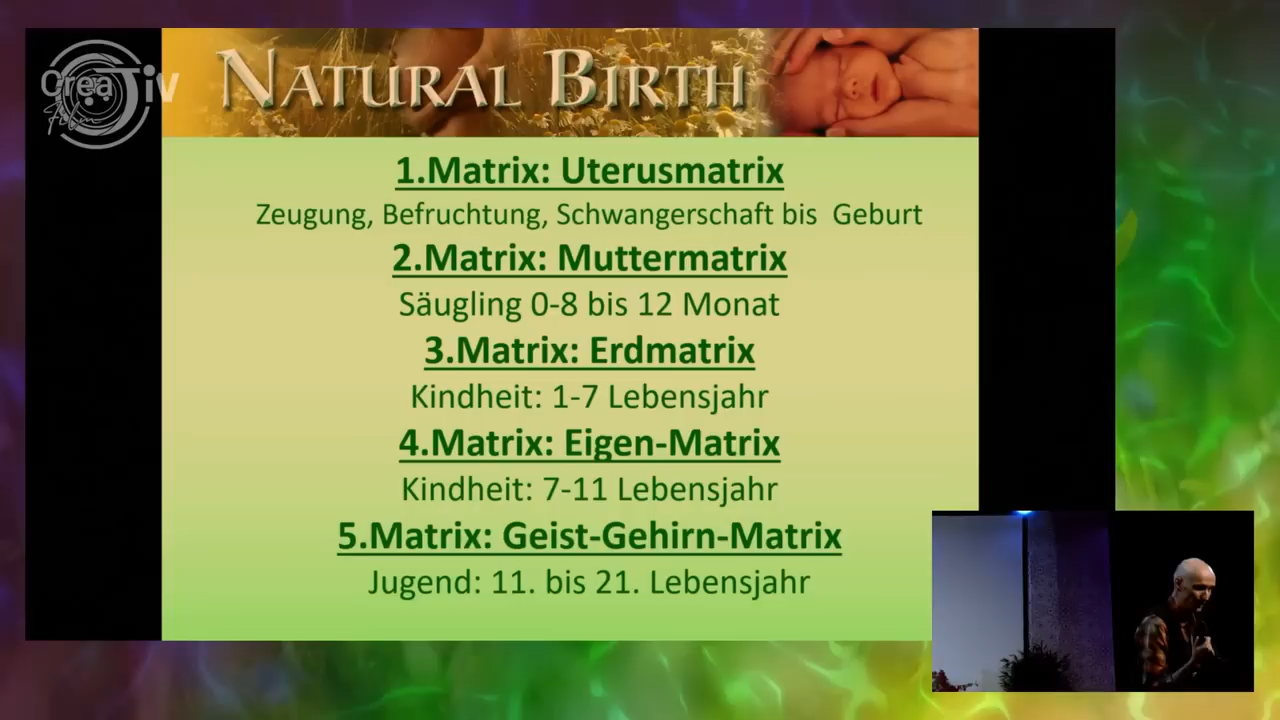 CreaTiv
Film
NATURAL BIRTH
1.Matrix: Uterusmatrix
Zeugung, Befruchtung, Schwangerschaft bis Geburt
2.Matrix: Muttermatrix
Säugling 0-8 bis 12 Monat
3.Matrix: Erdmatrix
Kindheit: 1-7 Lebensjahr
4.Matrix: Eigen-Matrix
Kindheit: 7-11 Lebensjahr
5.Matrix: Geist-Gehirn-Matrix
Jugend: 11. bis 21. Lebensjahr